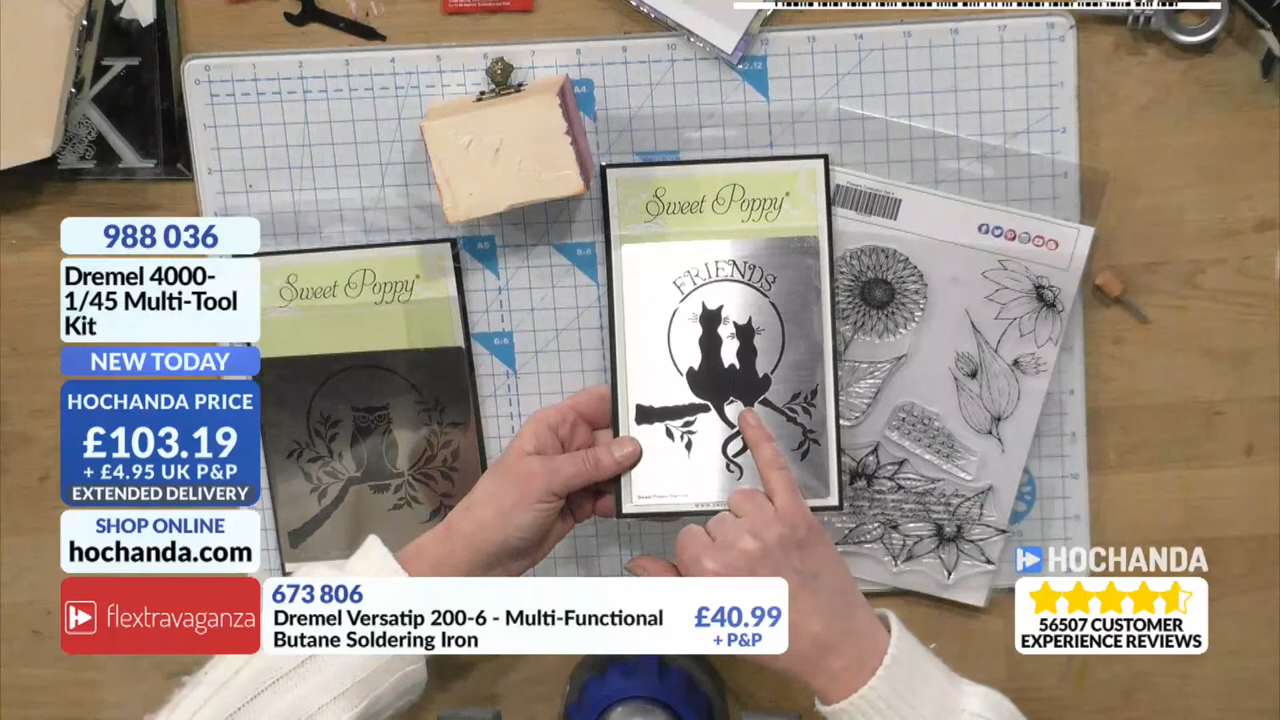 988 036
Dremel 4000-
1/45 Multi-Tool
Kit
NEW TODAY
HOCHANDA PRICE
£103.19
+ £4.95 UK P&P
EXTENDED DELIVERY
SHOP ONLINE
hochanda.com
flextravaganza
673 806
Dremel Versatip 200-6 - Multi-Functional
Butane Soldering Iron
£40.99
+ P&P
HOCHANDA
56507 CUSTOMER
EXPERIENCE REVIEWS
Sweet Poppy®
Sweet Poppy®
FRIENDS
K
A4
A5
6x6